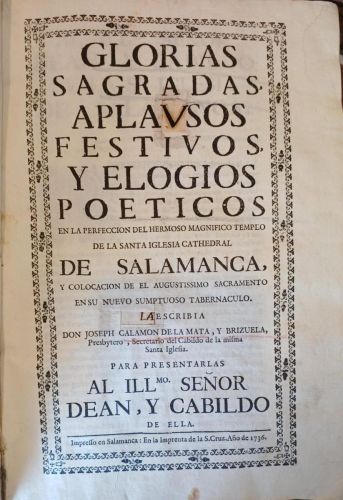 GLORIAS
SAGRADAS,
APLAVSOS
FESTIVOS,
Y ELOGIOS
POETICOS
EN LA PERFECCION DEL HERMOSO MAGNIFICO TEMPLO
DE LA SANTA IGLESIA CATHEDRAL
DE SALAMANCA,
Y COLOCACION DE EL AUGUSTISSIMO SACRAMENTO
EN SU NUEVO SUMPTUOSO TABERNACULO.
LA ESCRIBIA
DON JOSEPH CALAMON DE LA MATA, Y BRIZUELA,
Presbytero, Secretario del Cabildo de la misma
Santa Iglesia.
PARA PRESENTARLAS
AL ILL.MO. SEÑOR
DEAN, Y CABILDO
DE ELLA.
Impresso en Salamanca: En la Imprenta de la S. Cruz. Año de 1736.